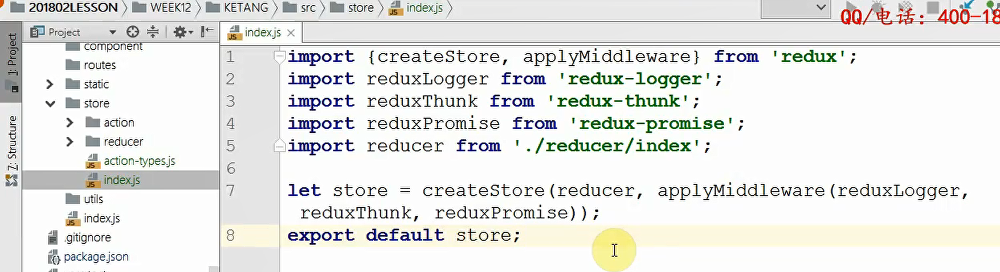 201802LESSON WEEK12 KETANG src store index.js
QQ/电话：400-18
Project index.js
1: Project
7: Structure
component
routes
static
store
action
reducer
action-types.js
index.js
utils
index.js
.gitignore
package.json
1 import {createStore, applyMiddleware} from 'redux';
2 import reduxLogger from 'redux-logger';
3 import reduxThunk from 'redux-thunk';
4 import reduxPromise from 'redux-promise';
5 import reducer from './reducer/index';
6
7 let store = createStore(reducer, applyMiddleware(reduxLogger,
reduxThunk, reduxPromise));
8 export default store;